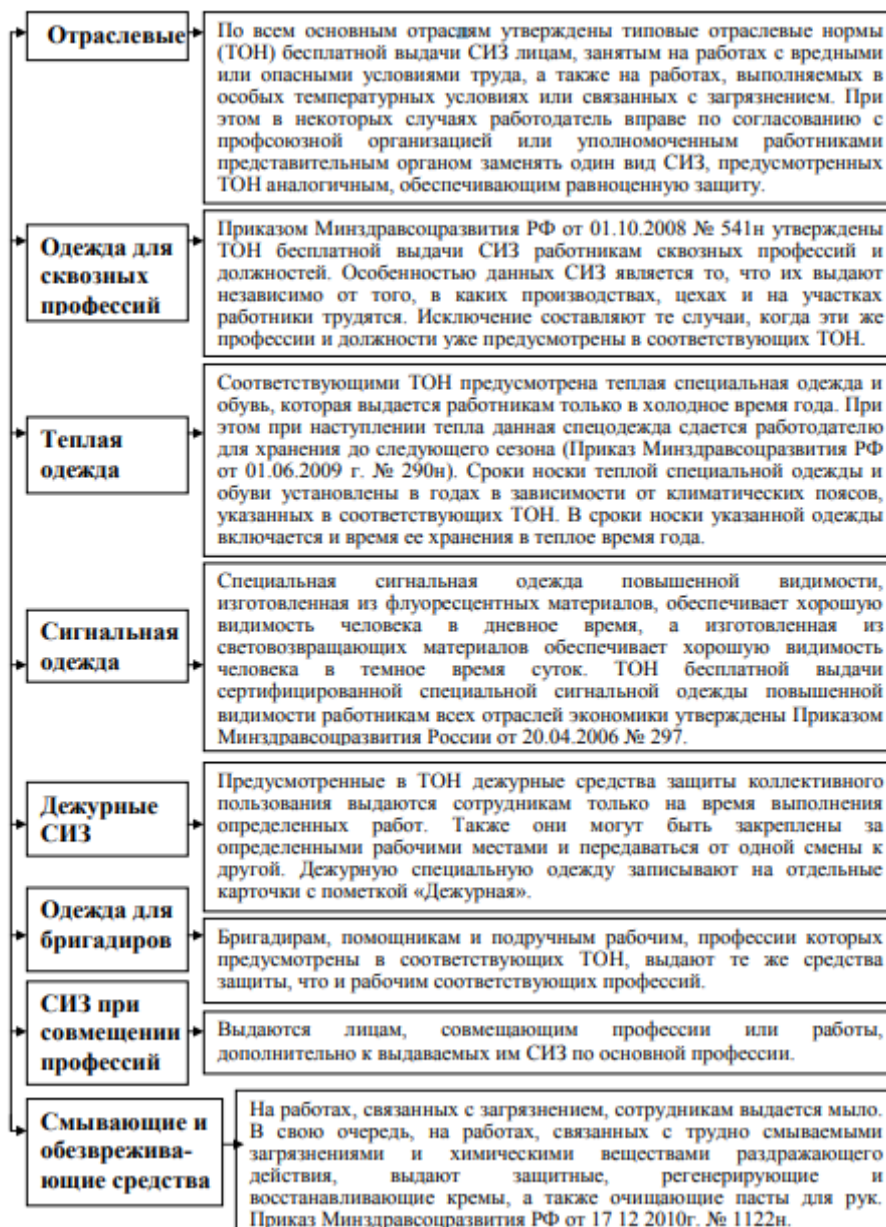 Отраслевые
По всем основным отраслям утверждены типовые отраслевые нормы
(ТОН) бесплатной выдачи СИЗ лицам, занятым на работах с вредными
или опасными условиями труда, а также на работах, выполняемых в
особых температурных условиях или связанных с загрязнением. При
этом в некоторых случаях работодатель вправе по согласованию с
профсоюзной организацией или уполномоченным работниками
представительным органом заменять один вид СИЗ, предусмотренных
ТОН аналогичным, обеспечивающим равноценную защиту.
Одежда для
сквозных
профессий
Приказом Минздравсоцразвития РФ от 01.10.2008 № 541н утверждены
ТОН бесплатной выдачи СИЗ работникам сквозных профессий и
должностей. Особенностью данных СИЗ является то, что их выдают
независимо от того, в каких производствах, цехах и на участках
работники трудятся. Исключение составляют те случаи, когда эти же
профессии и должности уже предусмотрены в соответствующих ТОН.
Теплая
одежда
Соответствующими ТОН предусмотрена теплая специальная одежда и
обувь, которая выдается работникам только в холодное время года. При
этом при наступлении тепла данная спецодежда сдается работодателю
для хранения до следующего сезона (Приказ Минздравсоцразвития РФ
от 01.06.2009 г. № 290н). Сроки носки теплой специальной одежды и
обуви установлены в годах в зависимости от климатических поясов,
указанных в соответствующих ТОН. В сроки носки указанной одежды
включается и время ее хранения в теплое время года.
Сигнальная
одежда
Специальная сигнальная одежда повышенной видимости,
изготовленная из флуоресцентных материалов, обеспечивает хорошую
видимость человека в дневное время, а изготовленная из
световозвращающих материалов обеспечивает хорошую видимость
человека в темное время суток. ТОН бесплатной выдачи
сертифицированной специальной сигнальной одежды повышенной
видимости работникам всех отраслей экономики утверждены Приказом
Минздравсоцразвития России от 20.04.2006 № 297.
Дежурные
СИЗ
Предусмотренные в ТОН дежурные средства защиты коллективного
пользования выдаются сотрудникам только на время выполнения
определенных работ. Также они могут быть закреплены за
определенными рабочими местами и передаваться от одной смены к
другой. Дежурную специальную одежду записывают на отдельные
карточки с пометкой «Дежурная».
Одежда для
бригадиров
Бригадирам, помощникам и подручным рабочим, профессии которых
предусмотрены в соответствующих ТОН, выдают те же средства
защиты, что и рабочим соответствующих профессий.
СИЗ при
совмещении
профессий
Выдаются лицам, совмещающим профессии или работы,
дополнительно к выдаваемых им СИЗ по основной профессии.
Смывающие и
обезврежива-
ющие средства
На работах, связанных с загрязнением, сотрудникам выдается мыло.
В свою очередь, на работах, связанных с трудно смываемыми
загрязнениями и химическими веществами раздражающего
действия, выдают защитные, регенерирующие и
восстанавливающие кремы, а также очищающие пасты для рук.
Приказ Минздравсоцразвития РФ от 17 12 2010г. № 1122н.